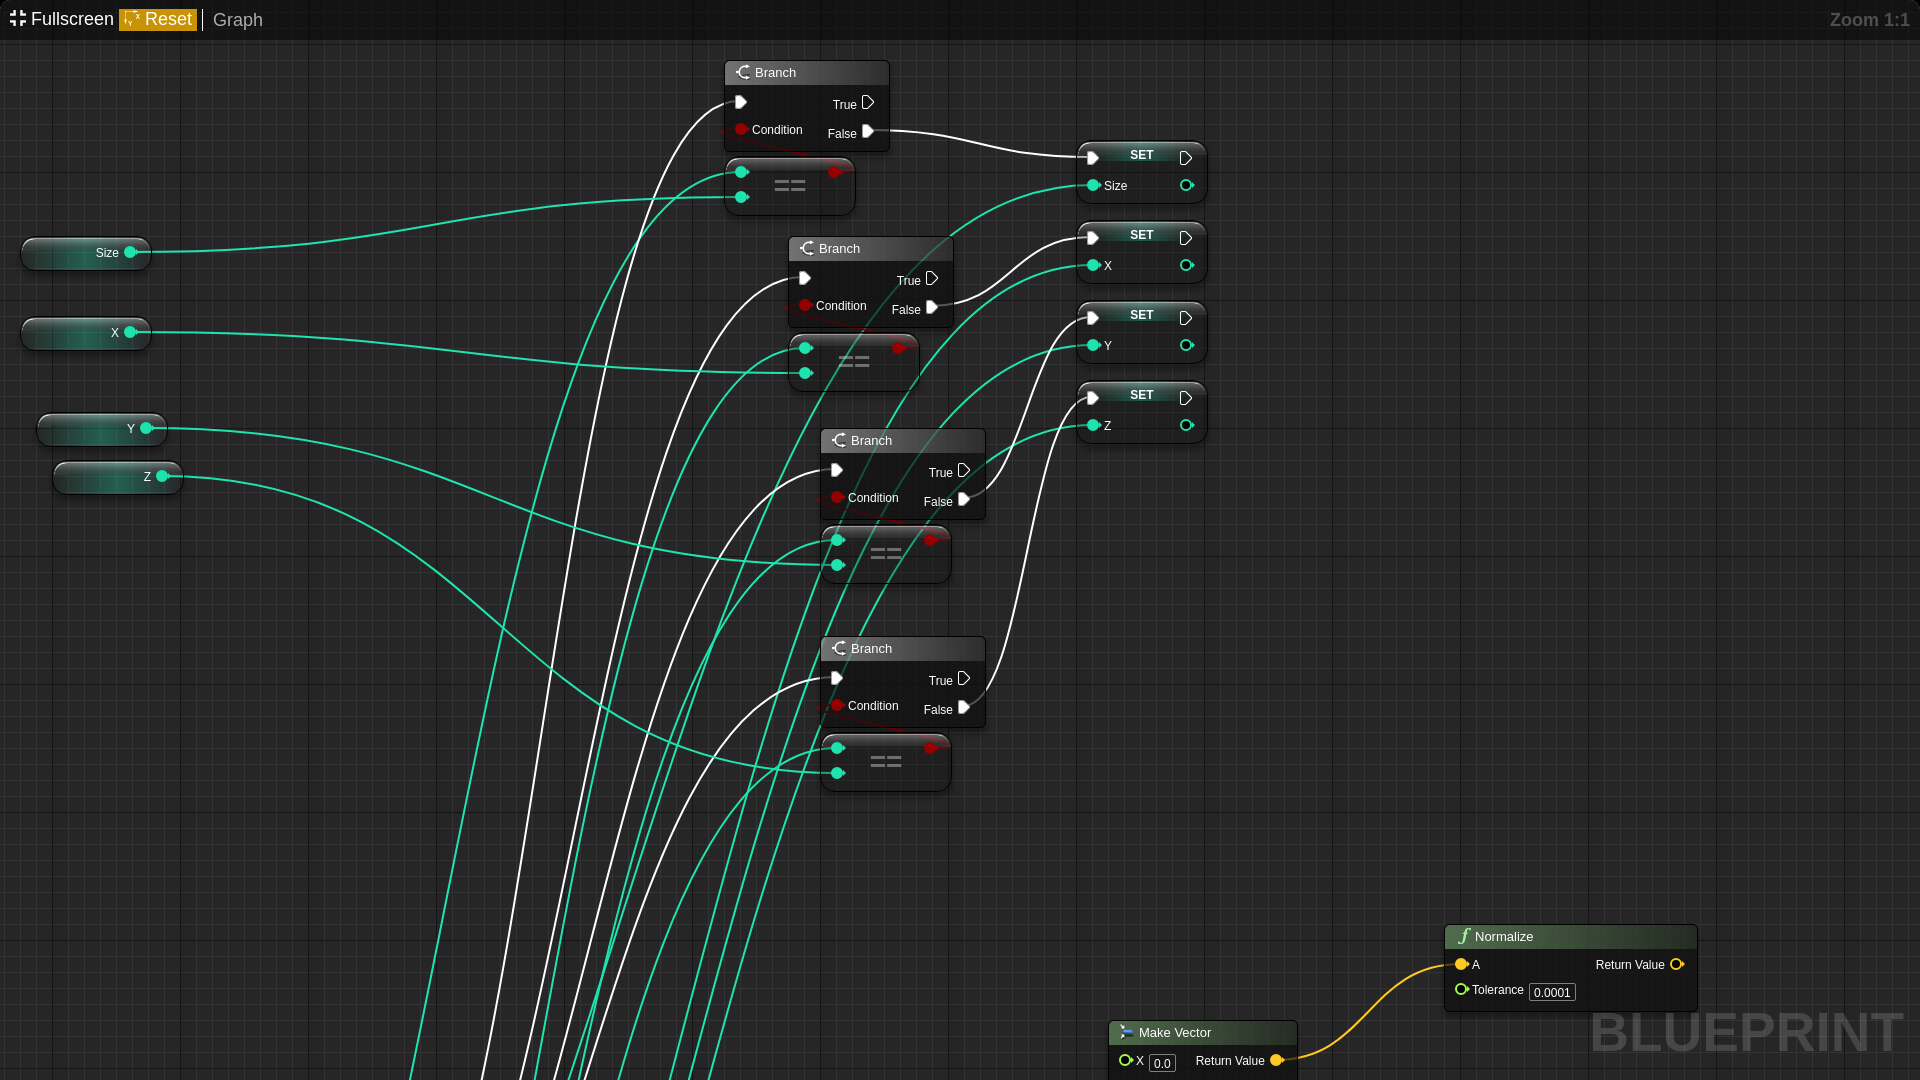 Fullscreen Reset Graph
Zoom 1:1
Branch
True
Condition
False
==
SET
Size
Size
Branch
True
Condition
False
==
SET
X
X
SET
Y
Y
SET
Z
Z
Branch
True
Condition
False
==
Branch
True
Condition
False
==
Normalize
A
Return Value
Tolerance 0.0001
Make Vector
X 0.0
Return Value
BLUEPRINT